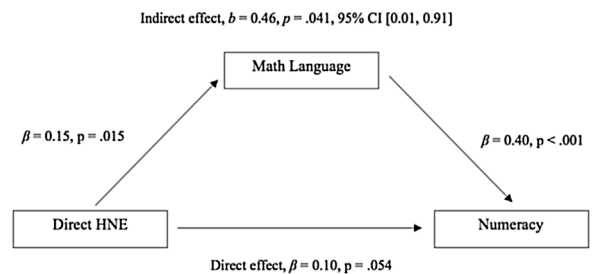 Indirect effect, b = 0.46, p = .041, 95% CI [0.01, 0.91]
Math Language
β = 0.15, p = .015
β = 0.40, p < .001
Direct HNE
Numeracy
Direct effect, β = 0.10, p = .054